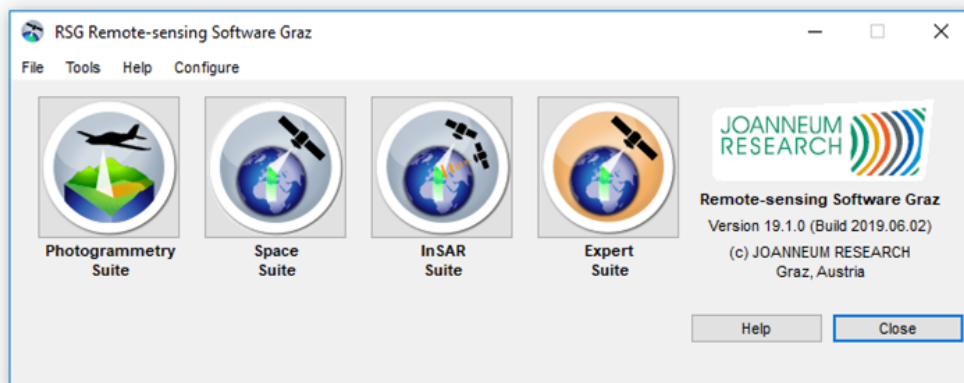 RSG Remote-sensing Software Graz
File Tools Help Configure
Photogrammetry
Suite
Space
Suite
InSAR
Suite
Expert
Suite
JOANNEUM
RESEARCH
Remote-sensing Software Graz
Version 19.1.0 (Build 2019.06.02)
(c) JOANNEUM RESEARCH
Graz, Austria
Help
Close